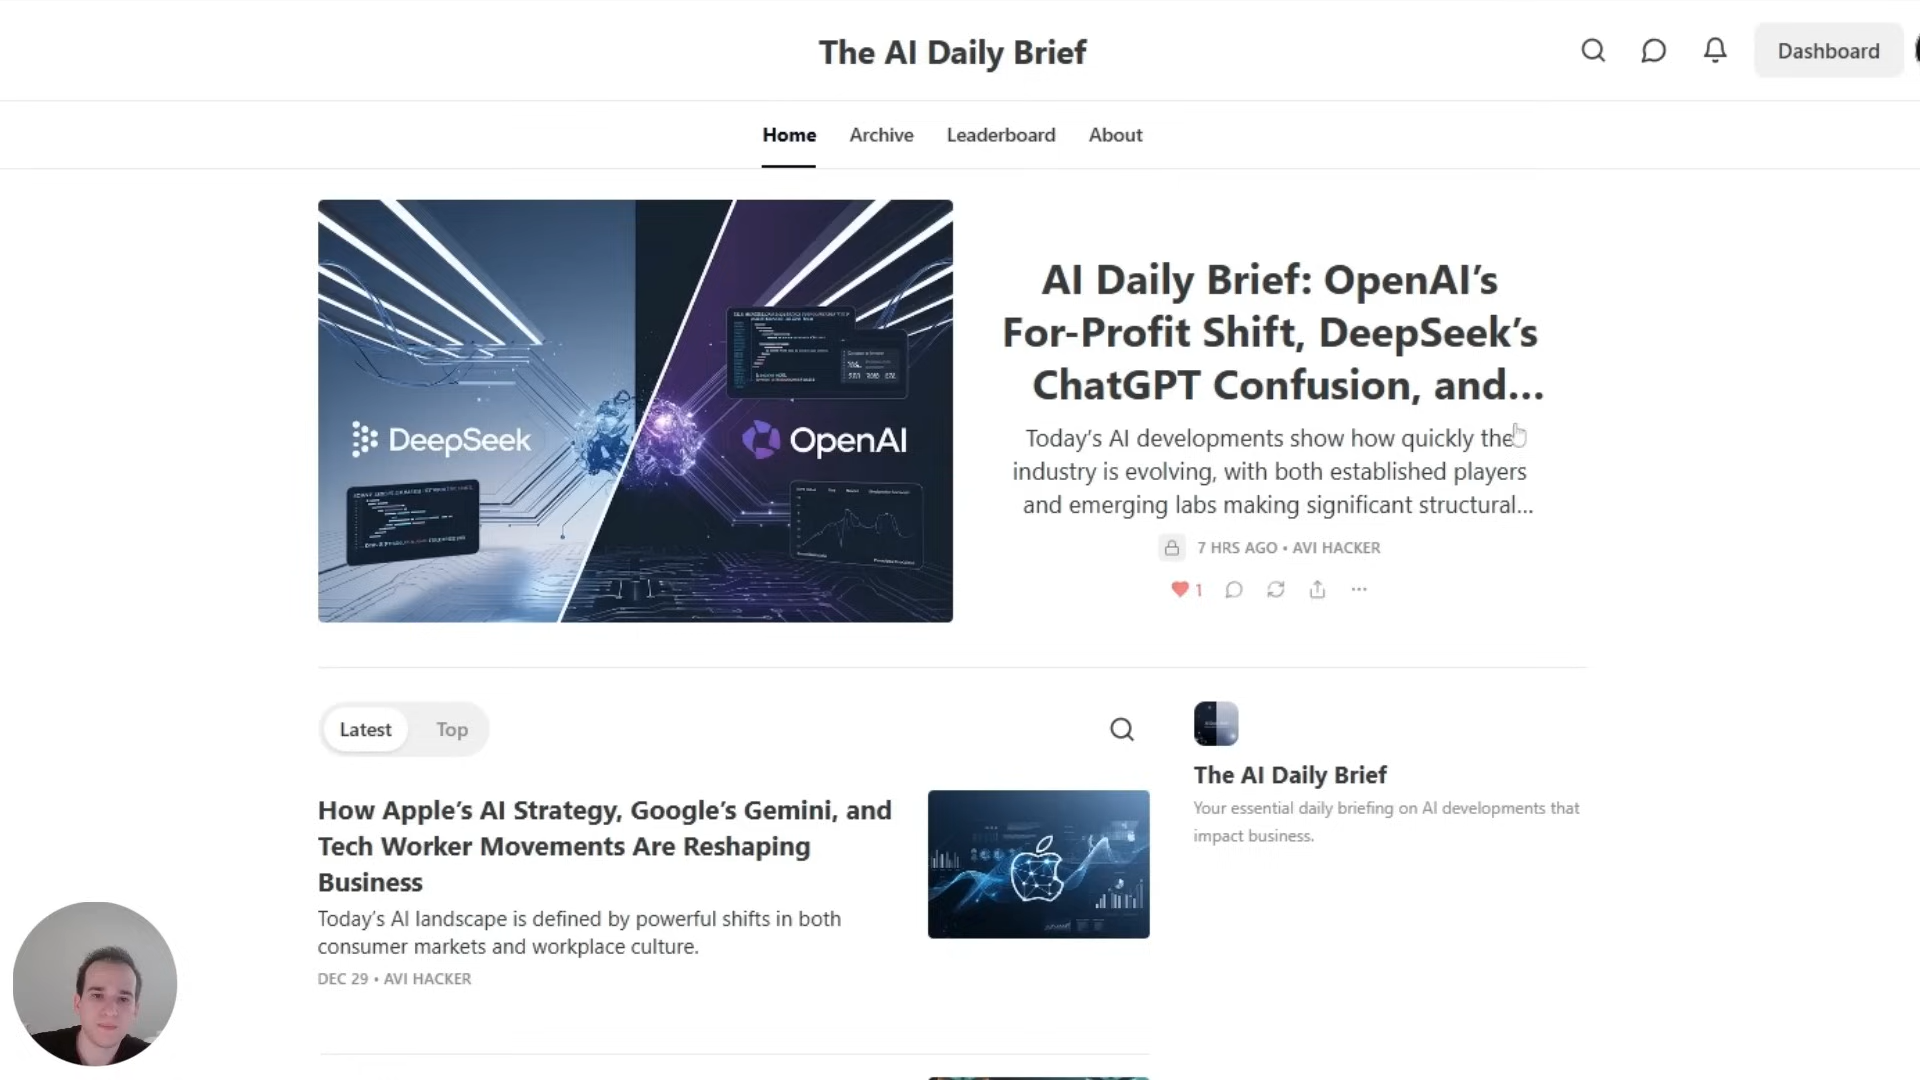 The AI Daily Brief
Dashboard
Home Archive Leaderboard About
DeepSeek
OpenAI
AI Daily Brief: OpenAI’s
For-Profit Shift, DeepSeek’s
ChatGPT Confusion, and...
Today’s AI developments show how quickly the
industry is evolving, with both established players
and emerging labs making significant structural...
7 HRS AGO • AVI HACKER
1
Latest Top
How Apple’s AI Strategy, Google’s Gemini, and
Tech Worker Movements Are Reshaping
Business
Today’s AI landscape is defined by powerful shifts in both
consumer markets and workplace culture.
DEC 29 • AVI HACKER
The AI Daily Brief
Your essential daily briefing on AI developments that
impact business.